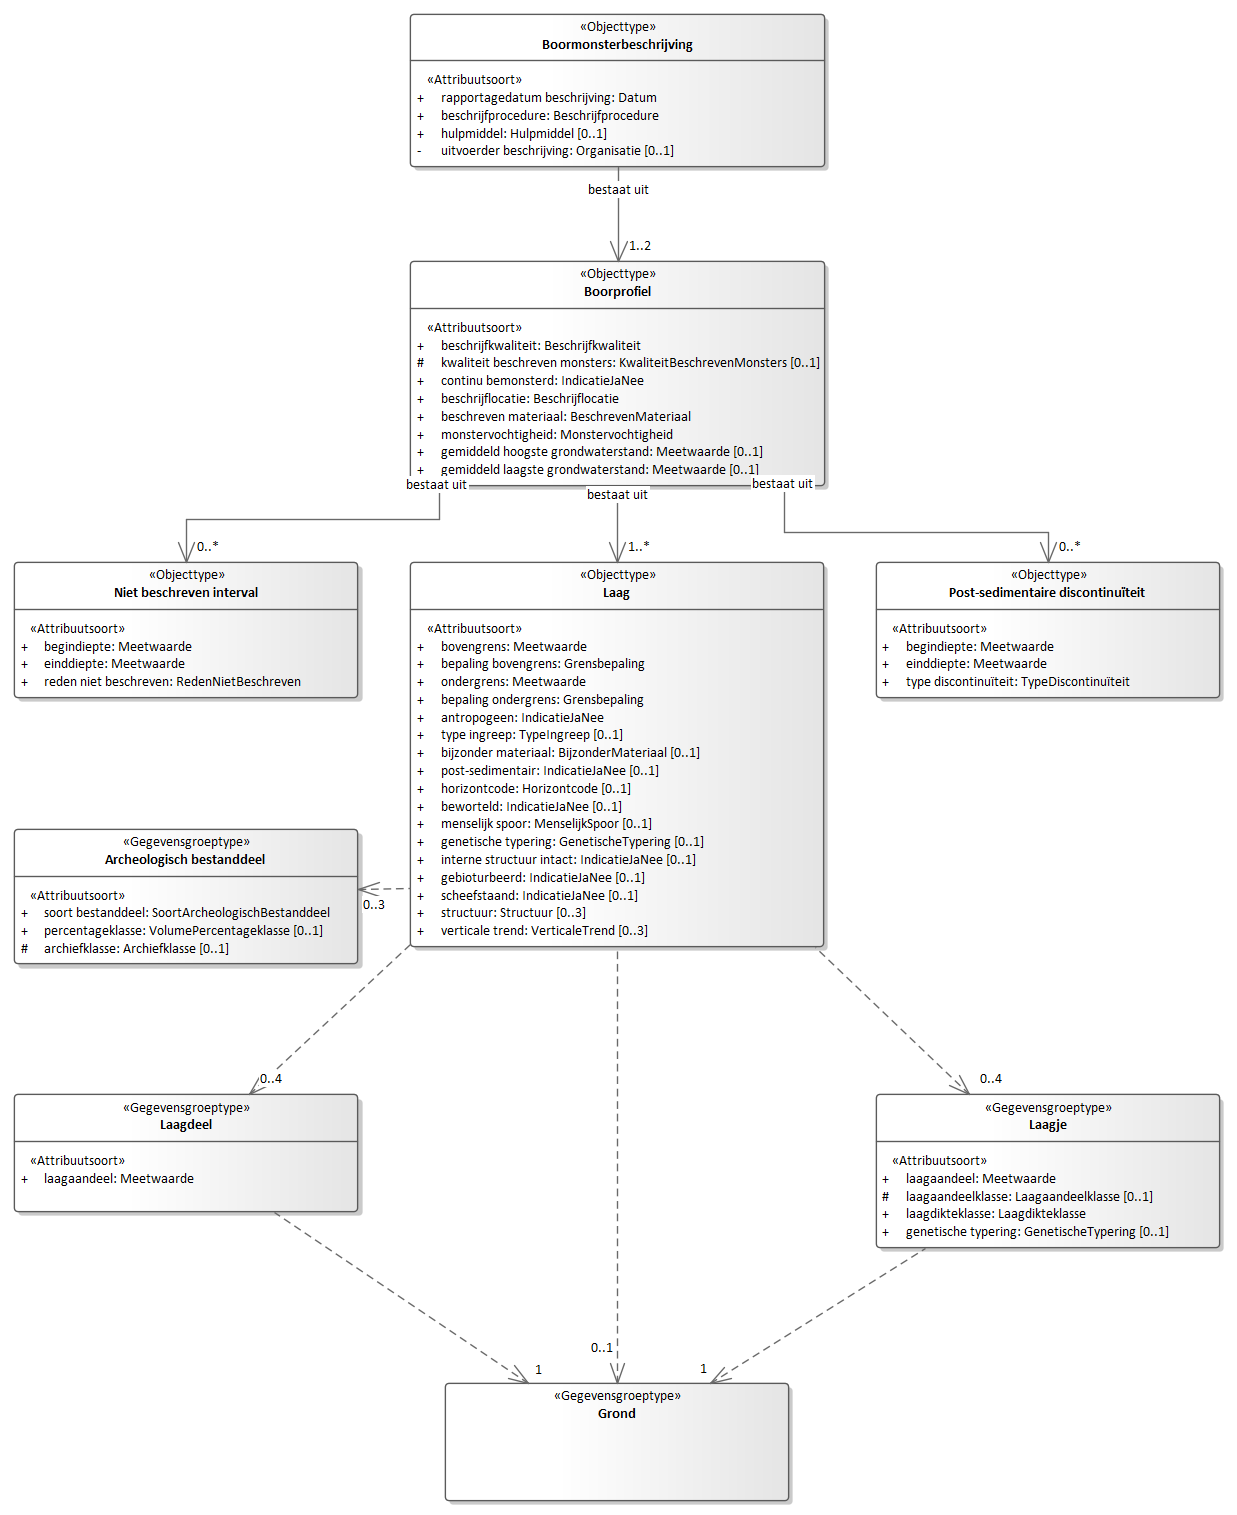 «Objecttype»
Boormonsterbeschrijving
«Attribuutsoort»
+ rapportagedatum beschrijving: Datum
+ beschrijfprocedure: Beschrijfprocedure
+ hulpmiddel: Hulpmiddel [0..1]
- uitvoerder beschrijving: Organisatie [0..1]
bestaat uit
1..2
«Objecttype»
Boorprofiel
«Attribuutsoort»
+ beschrijfkwaliteit: Beschrijfkwaliteit
# kwaliteit beschreven monsters: KwaliteitBeschrevenMonsters [0..1]
+ continu bemonsterd: IndicatieJaNee
+ beschrijflocatie: Beschrijflocatie
+ beschreven materiaal: BeschrevenMateriaal
+ monstervochtigheid: Monstervochtigheid
+ gemiddeld hoogste grondwaterstand: Meetwaarde [0..1]
+ gemiddeld laagste grondwaterstand: Meetwaarde [0..1]
bestaat uit
bestaat uit
bestaat uit
0..*
1..*
0..*
«Objecttype»
Niet beschreven interval
«Attribuutsoort»
+ begindiepte: Meetwaarde
+ einddiepte: Meetwaarde
+ reden niet beschreven: RedenNietBeschreven
«Objecttype»
Laag
«Attribuutsoort»
+ bovengrens: Meetwaarde
+ bepaling bovengrens: Grensbepaling
+ ondergrens: Meetwaarde
+ bepaling ondergrens: Grensbepaling
+ antropogeen: IndicatieJaNee
+ type ingreep: TypeIngreep [0..1]
+ bijzonder materiaal: BijzonderMateriaal [0..1]
+ post-sedimentair: IndicatieJaNee [0..1]
+ horizontcode: Horizontcode [0..1]
+ beworteld: IndicatieJaNee [0..1]
+ menselijk spoor: MenselijkSpoor [0..1]
+ genetische typering: GenetischeTypering [0..1]
+ interne structuur intact: IndicatieJaNee [0..1]
+ gebioturbeerd: IndicatieJaNee [0..1]
+ scheefstaand: IndicatieJaNee [0..1]
+ structuur: Structuur [0..3]
+ verticale trend: VerticaleTrend [0..3]
«Objecttype»
Post-sedimentaire discontinuïteit
«Attribuutsoort»
+ begindiepte: Meetwaarde
+ einddiepte: Meetwaarde
+ type discontinuïteit: TypeDiscontinuïteit
«Gegevensgroeptype»
Archeologisch bestanddeel
«Attribuutsoort»
+ soort bestanddeel: SoortArcheologischBestanddeel
+ percentageklasse: VolumePercentageklasse [0..1]
# archiefklasse: Archiefklasse [0..1]
0..3
0..4
0..4
«Gegevensgroeptype»
Laagdeel
«Attribuutsoort»
+ laagaandeel: Meetwaarde
«Gegevensgroeptype»
Laagje
«Attribuutsoort»
+ laagaandeel: Meetwaarde
# laagaandeelklasse: Laagaandeelklasse [0..1]
+ laagdikteklasse: Laagdikteklasse
+ genetische typering: GenetischeTypering [0..1]
1
0..1
1
«Gegevensgroeptype»
Grond